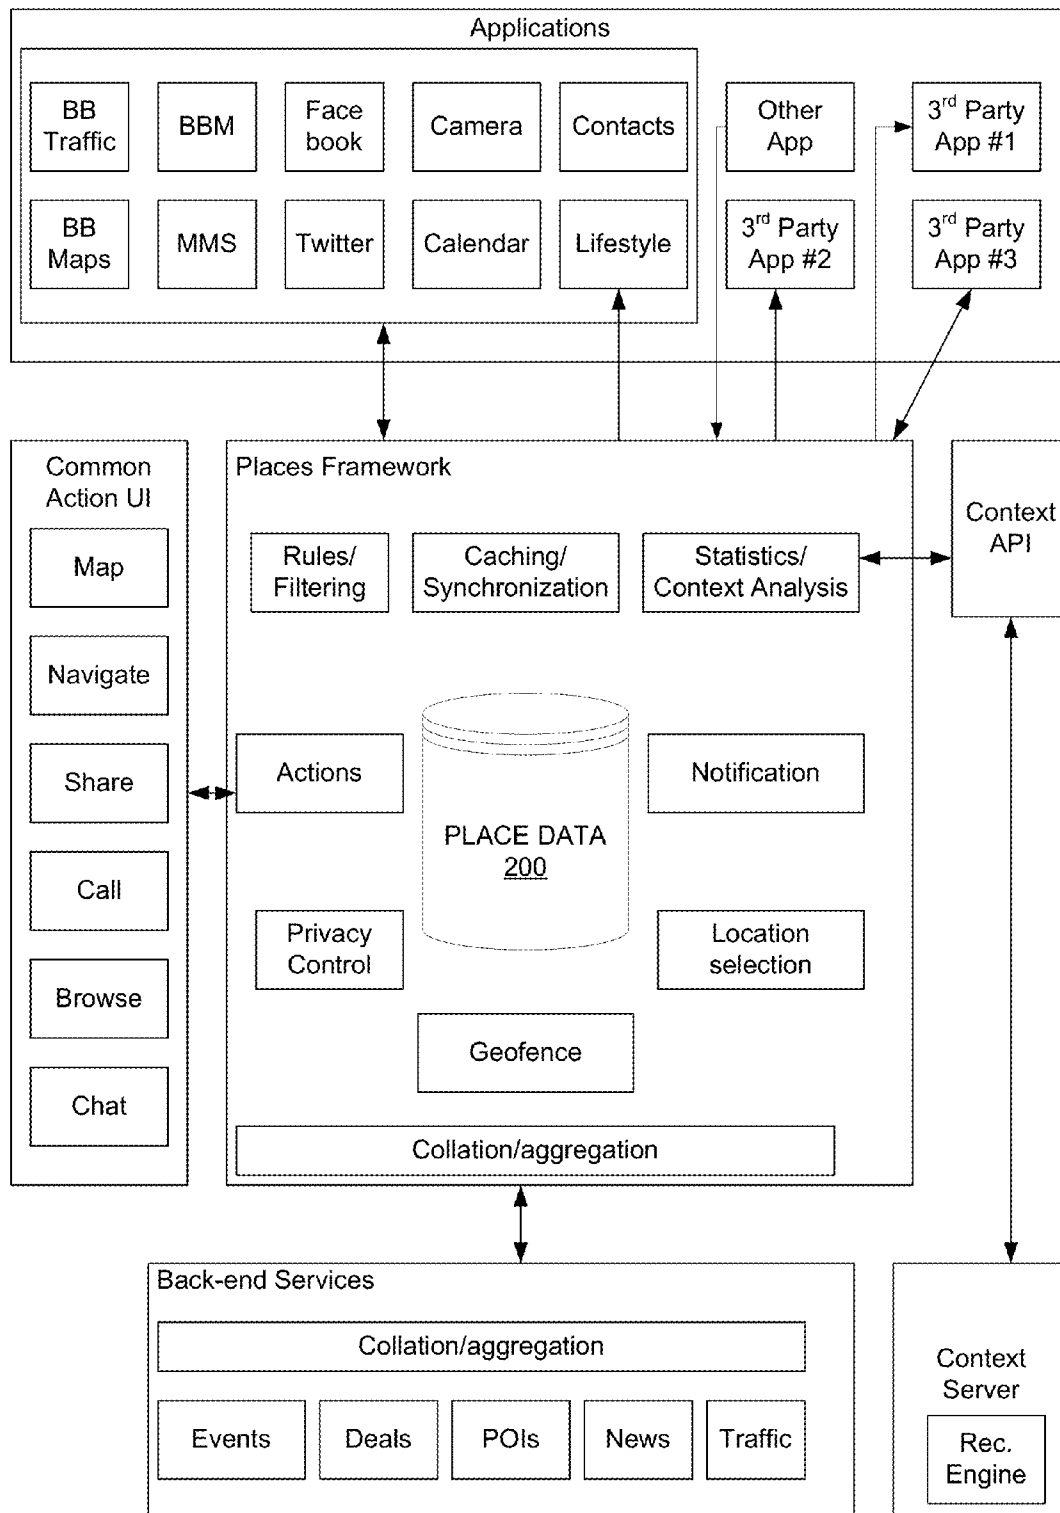 Applications
BB
Traffic
BBM
Face
book
Camera
Contacts
Other
App
3rd Party
App #1
BB
Maps
MMS
Twitter
Calendar
Lifestyle
3rd Party
App #2
3rd Party
App #3
Common
Action UI
Map
Navigate
Share
Call
Browse
Chat
Places Framework
Rules/
Filtering
Caching/
Synchronization
Statistics/
Context Analysis
Actions
PLACE DATA
200
Notification
Privacy
Control
Location
selection
Geofence
Collation/aggregation
Context
API
Back-end Services
Collation/aggregation
Events
Deals
POIs
News
Traffic
Context
Server
Rec.
Engine